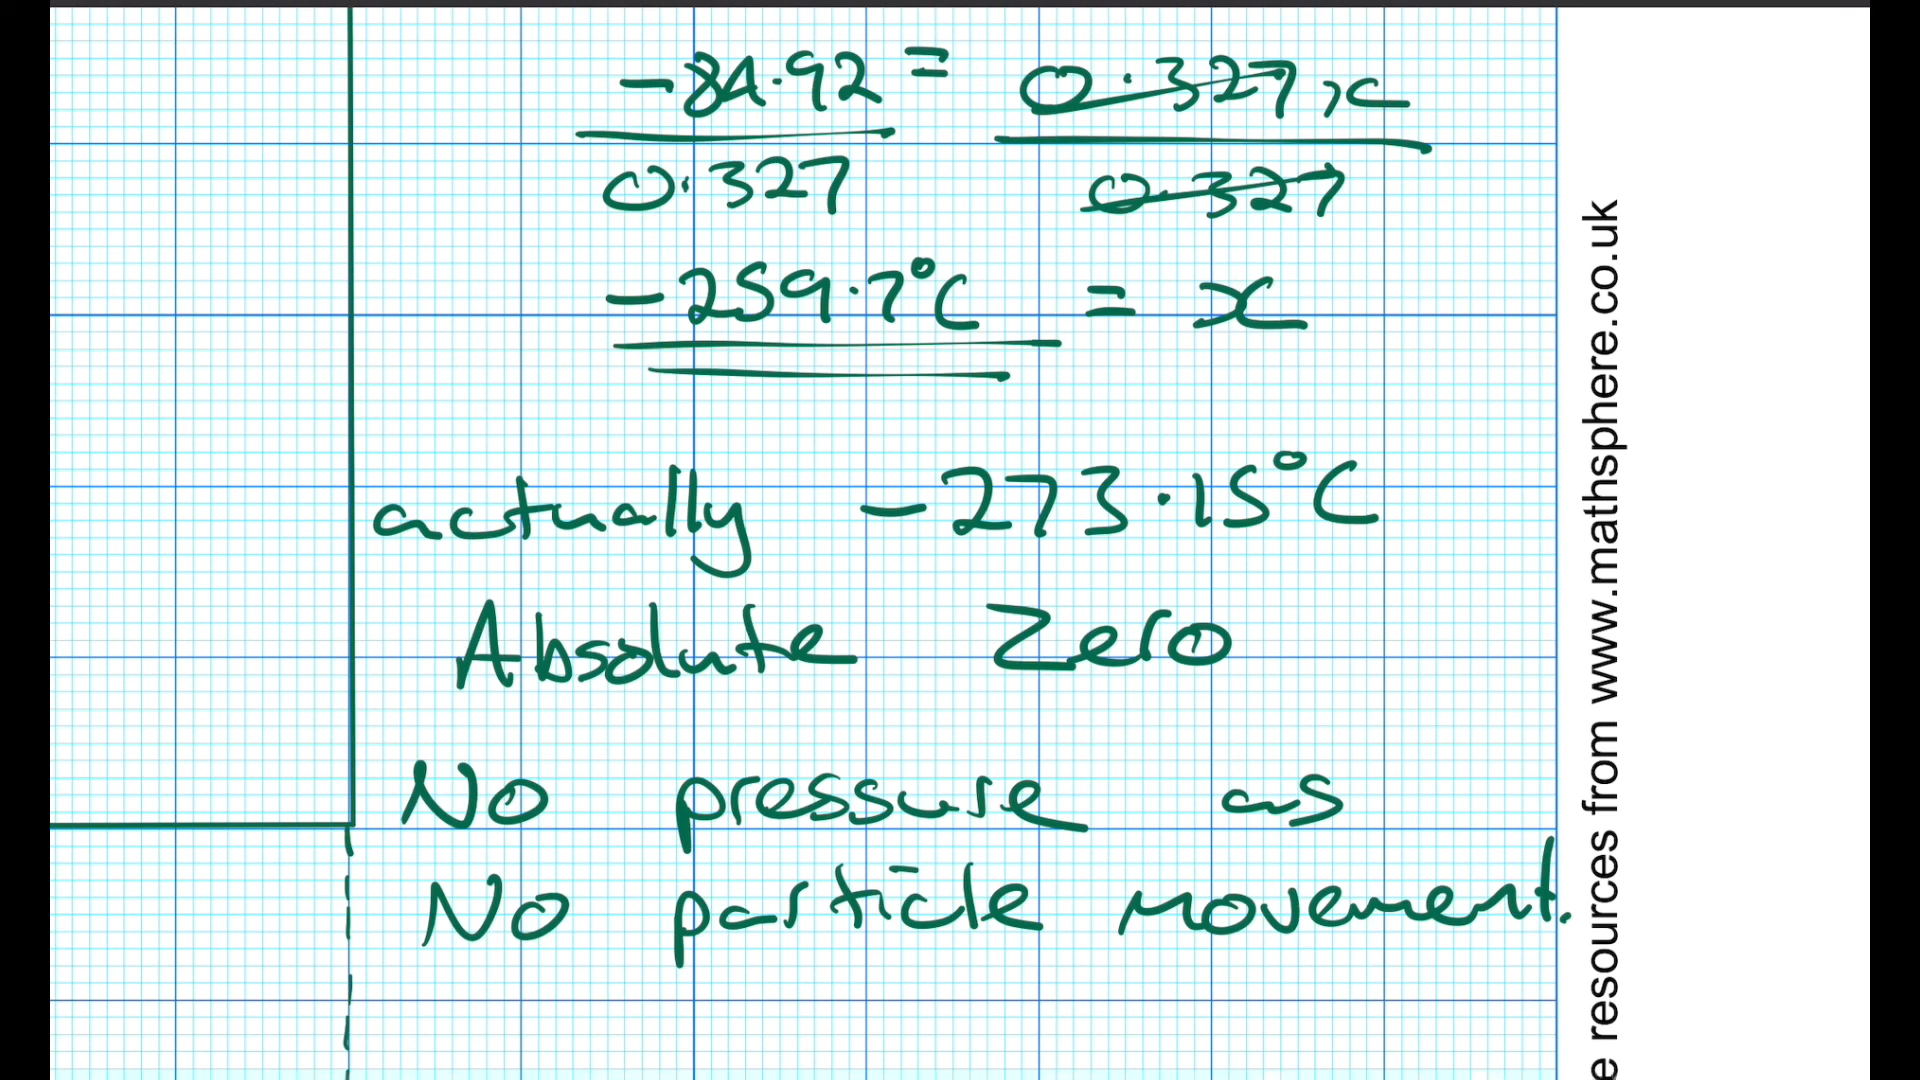 -84.92 = 0.327x
0.327 0.327
-259.7°C = x
actually -273.15°C
Absolute Zero
No pressure as
No particle movement.
e resources from www.mathsphere.co.uk